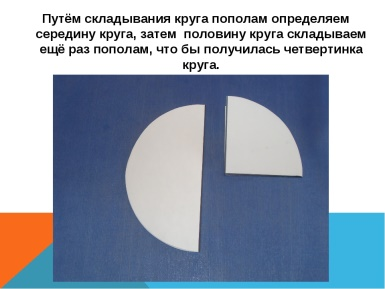 Путём складывания круга пополам определяем
середину круга, затем  половину круга складываем
ещё раз пополам, что бы получилась четвертинка
круга.